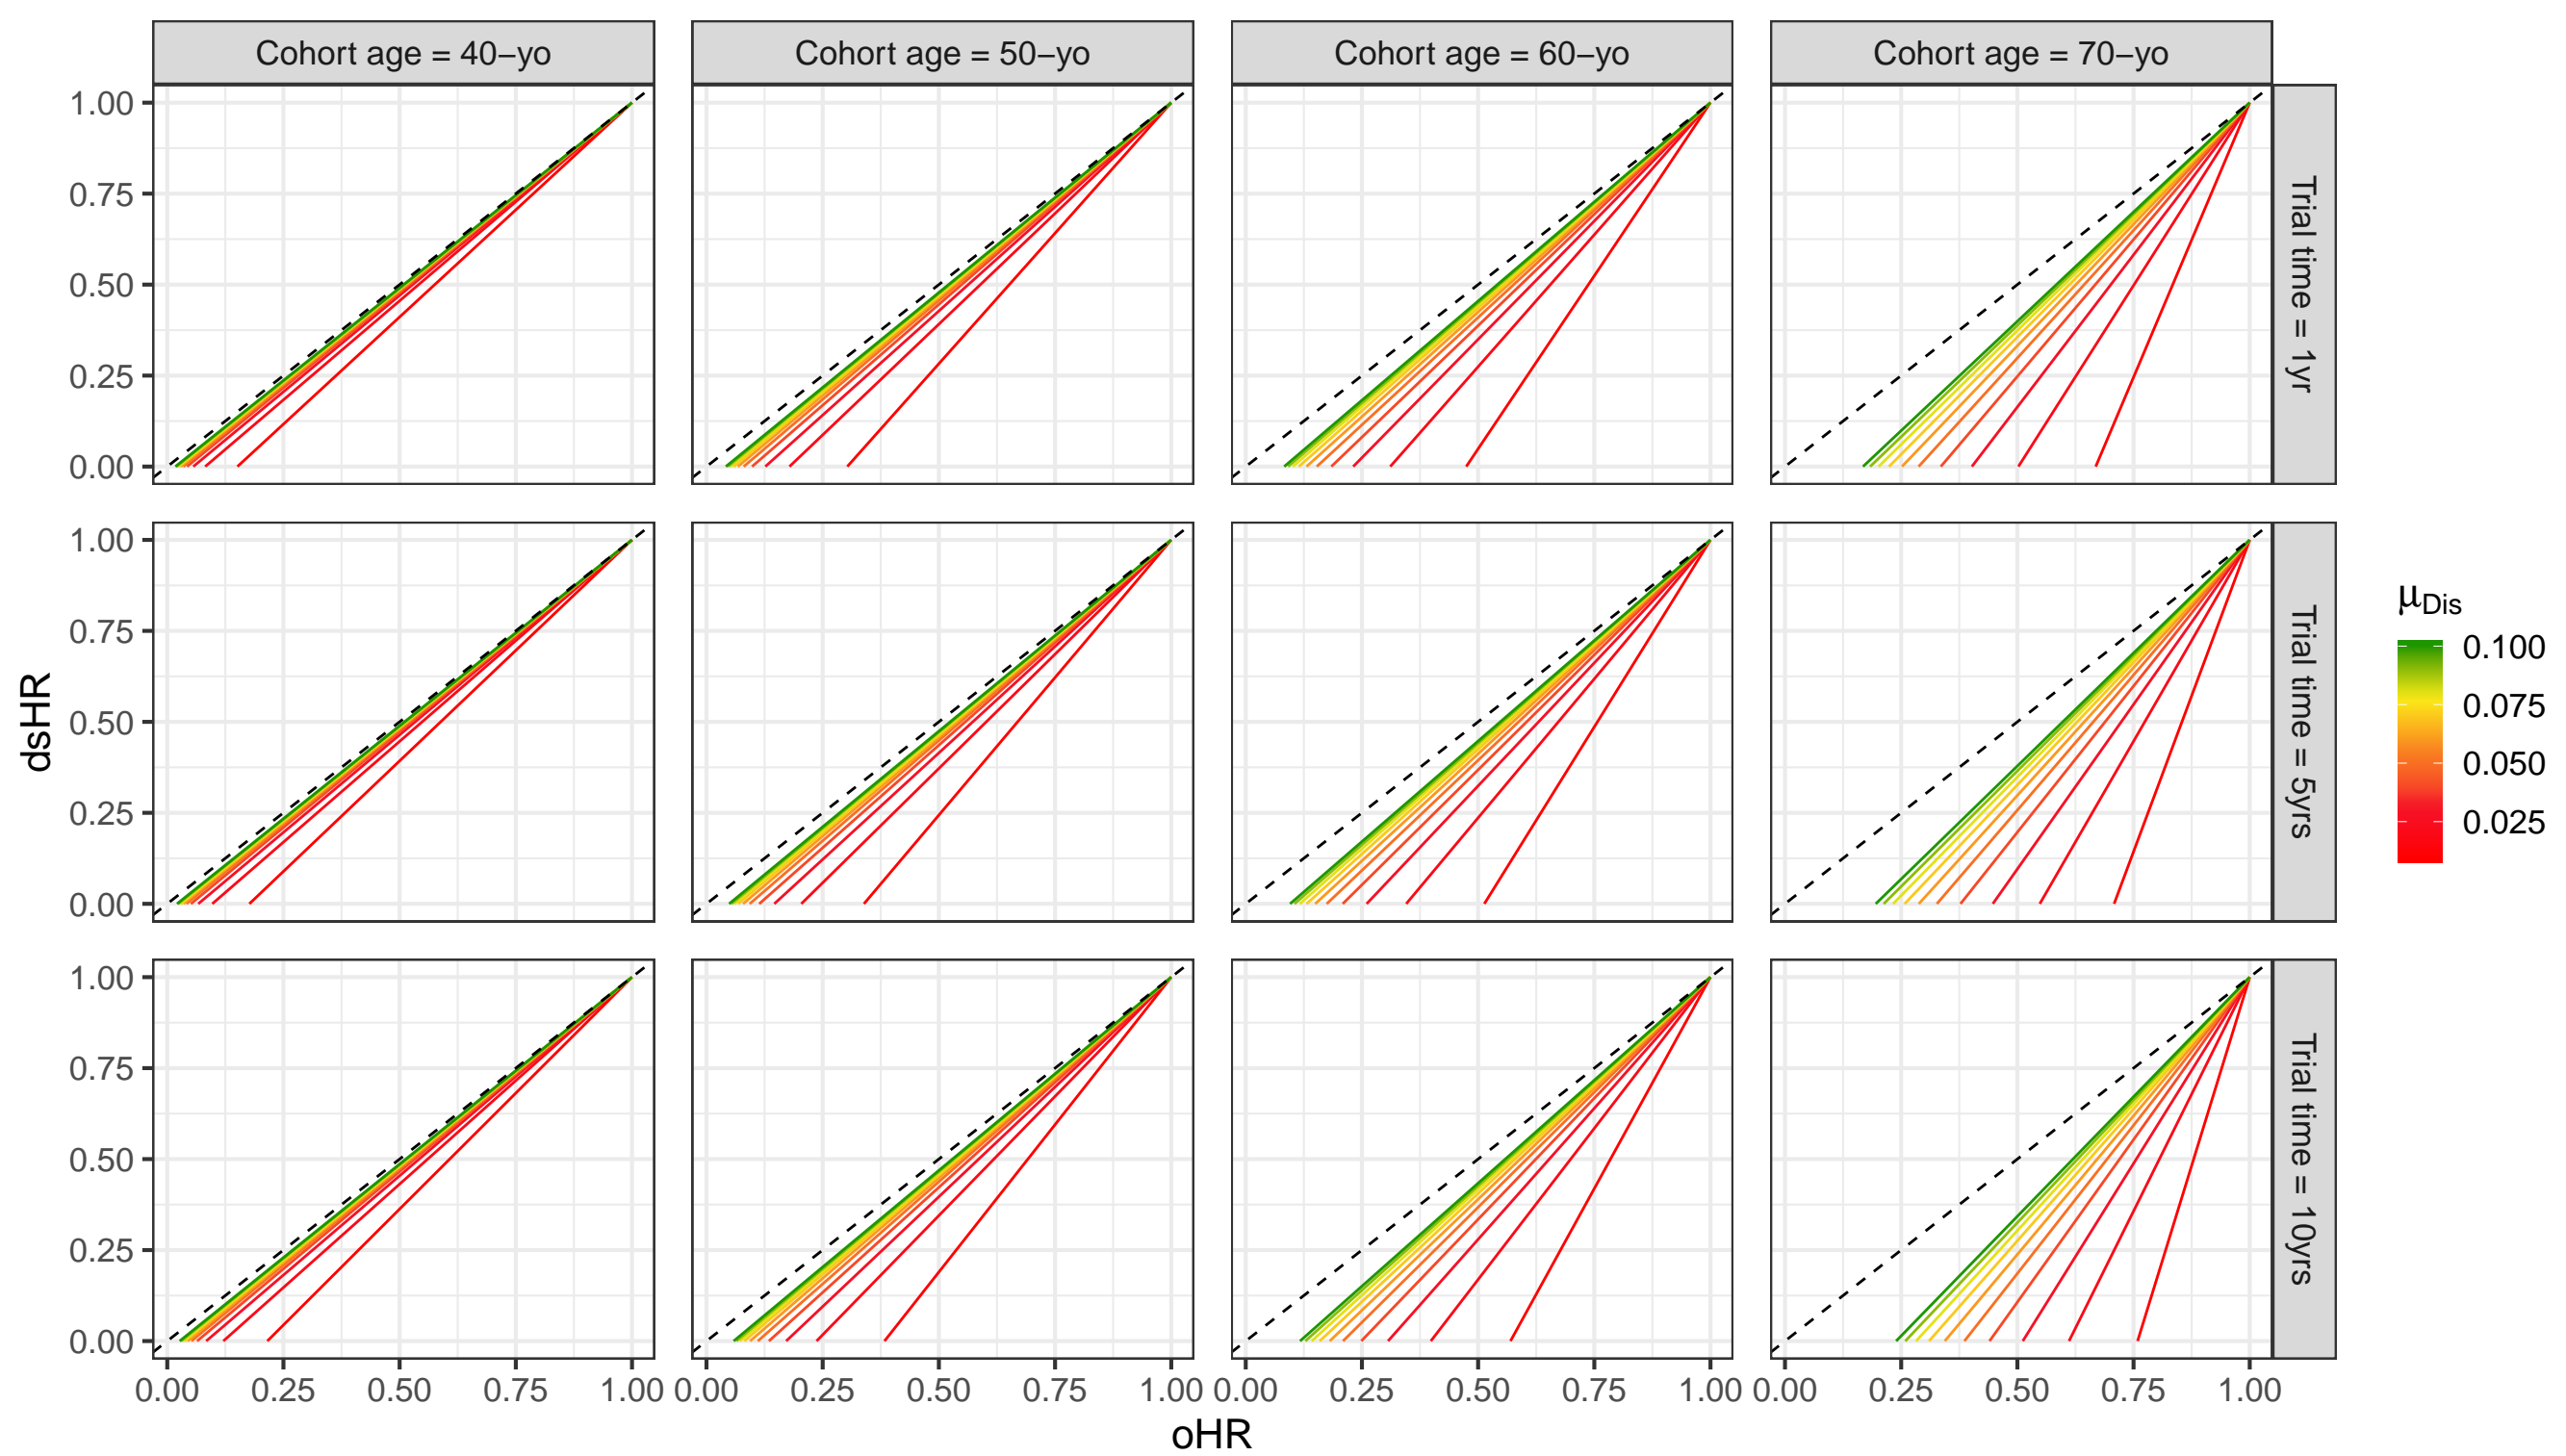 Cohort age = 40−yo
Cohort age = 50−yo
Cohort age = 60−yo
Cohort age = 70−yo
1.00
0.75
0.50
0.25
0.00
Trial time = 1yr
1.00
0.75
0.50
0.25
0.00
Trial time = 5yrs
1.00
0.75
0.50
0.25
0.00
Trial time = 10yrs
0.00 0.25 0.50 0.75 1.00
0.00 0.25 0.50 0.75 1.00
0.00 0.25 0.50 0.75 1.00
0.00 0.25 0.50 0.75 1.00
oHR
dsHR
μDis
0.100
0.075
0.050
0.025